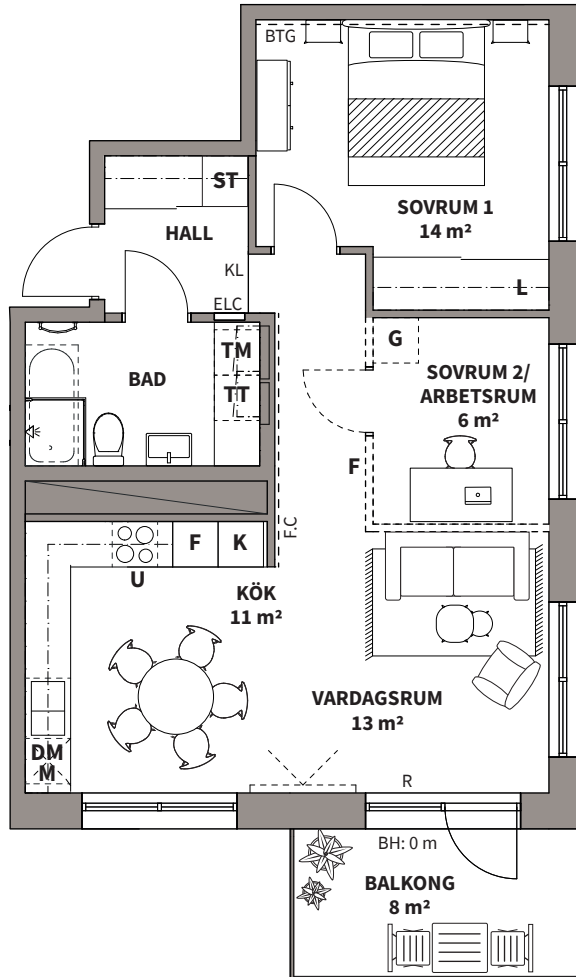 BTG
SOVRUM 1
14 m²
ST
HALL
KL
ELC
L
TM
TT
BAD
G
SOVRUM 2/
ARBETSRUM
6 m²
F
F.C
F
K
U
KÖK
11 m²
VARDAGSRUM
13 m²
DM
M
R
BH: 0 m
BALKONG
8 m²